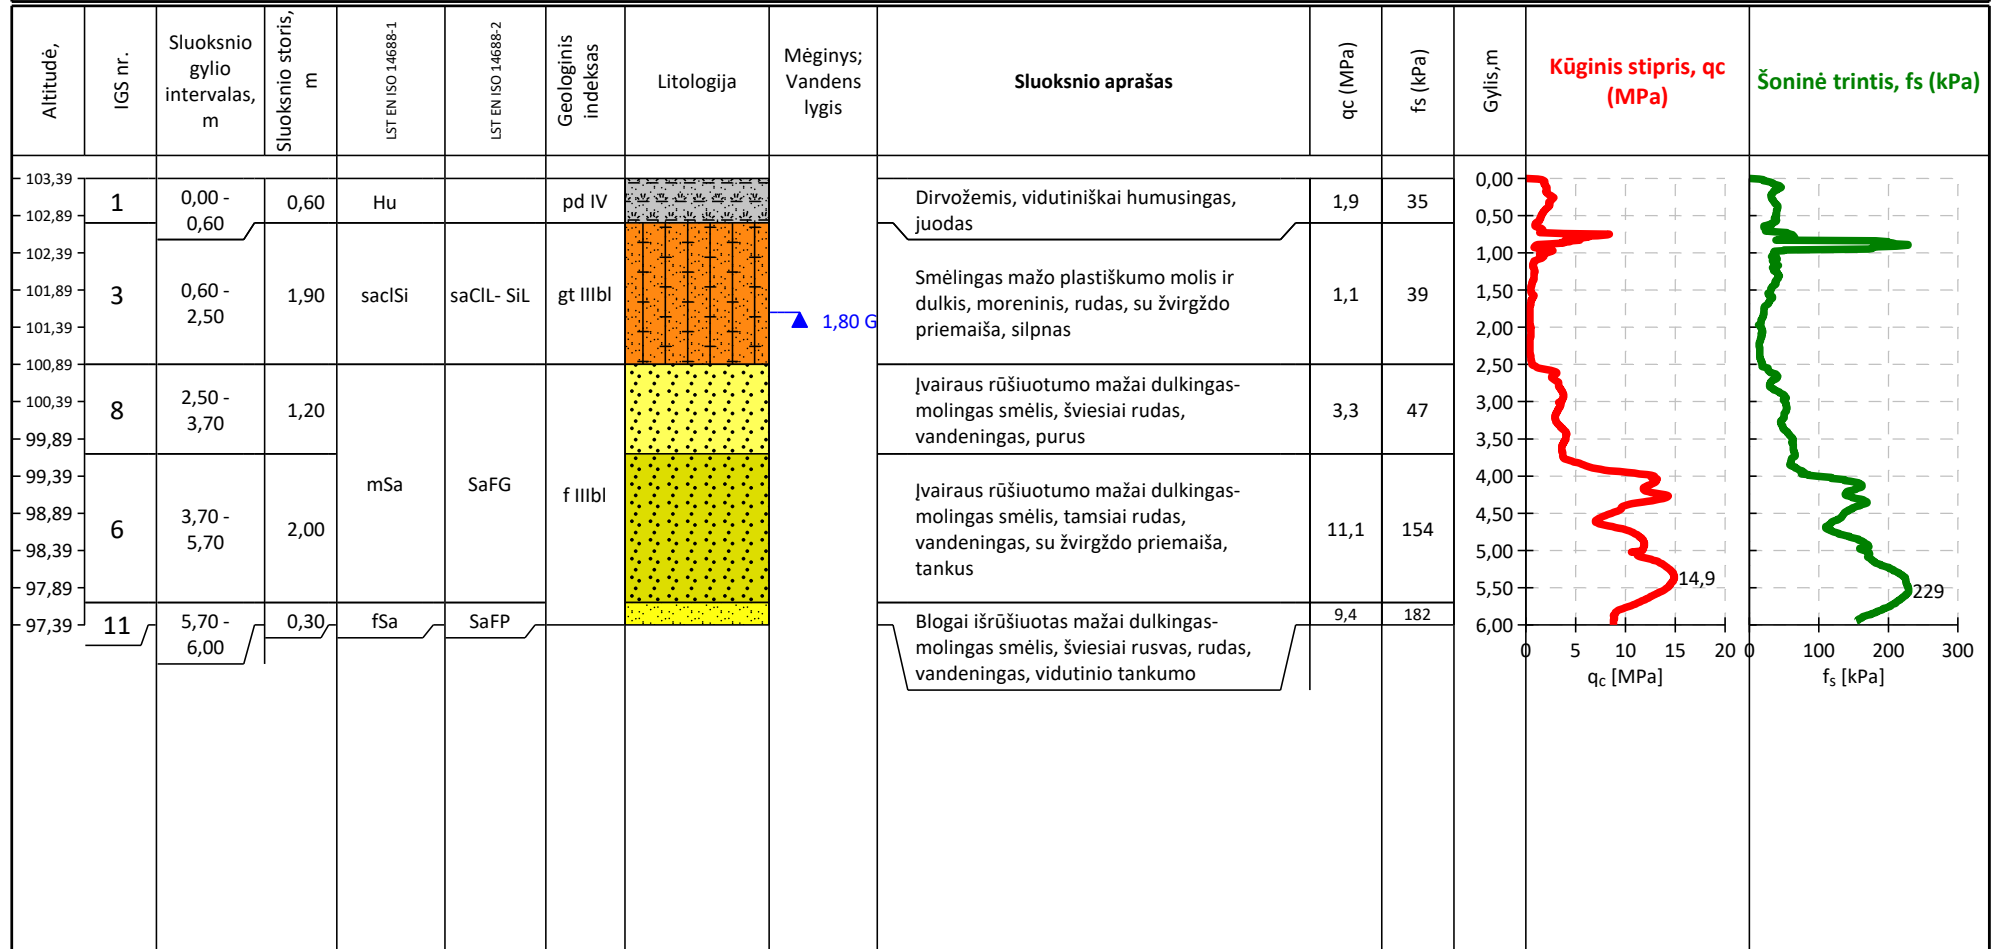 Altitudė,
IGS nr.
Sluoksnio
gylio
intervalas,
m
Sluoksnio storis,
m
LST EN ISO 14688-1
LST EN ISO 14688-2
Geologinis
indeksas
Litologija
Mėginys;
Vandens
lygis
Sluoksnio aprašas
qc (MPa)
fs (kPa)
Gylis,m
Kūginis stipris, qc
(MPa)
Šoninė trintis, fs (kPa)
103,39
102,89
102,39
101,89
101,39
100,89
100,39
99,89
99,39
98,89
98,39
97,89
97,39
1
0,00 -
0,60
0,60
Hu
pd IV
Dirvožemis, vidutiniškai humusingas,
juodas
1,9
35
3
0,60 -
2,50
1,90
saclSi
saClL- SiL
gt IIIbl
1,80 G
Smėlingas mažo plastiškumo molis ir
dulkis, moreninis, rudas, su žvirgždo
priemaiša, silpnas
1,1
39
8
2,50 -
3,70
1,20
mSa
SaFG
f IIIbl
Įvairaus rūšiuotumo mažai dulkingas-
molingas smėlis, šviesiai rudas,
vandeningas, purus
3,3
47
6
3,70 -
5,70
2,00
Įvairaus rūšiuotumo mažai dulkingas-
molingas smėlis, tamsiai rudas,
vandeningas, su žvirgždo priemaiša,
tankus
11,1
154
11
5,70 -
6,00
0,30
fSa
SaFP
Blogai išrūšiuotas mažai dulkingas-
molingas smėlis, šviesiai rusvas, rudas,
vandeningas, vidutinio tankumo
9,4
182
0,00
0,50
1,00
1,50
2,00
2,50
3,00
3,50
4,00
4,50
5,00
5,50
6,00
14,9
0 5 10 15 20
qc [MPa]
229
0 100 200 300
fs [kPa]